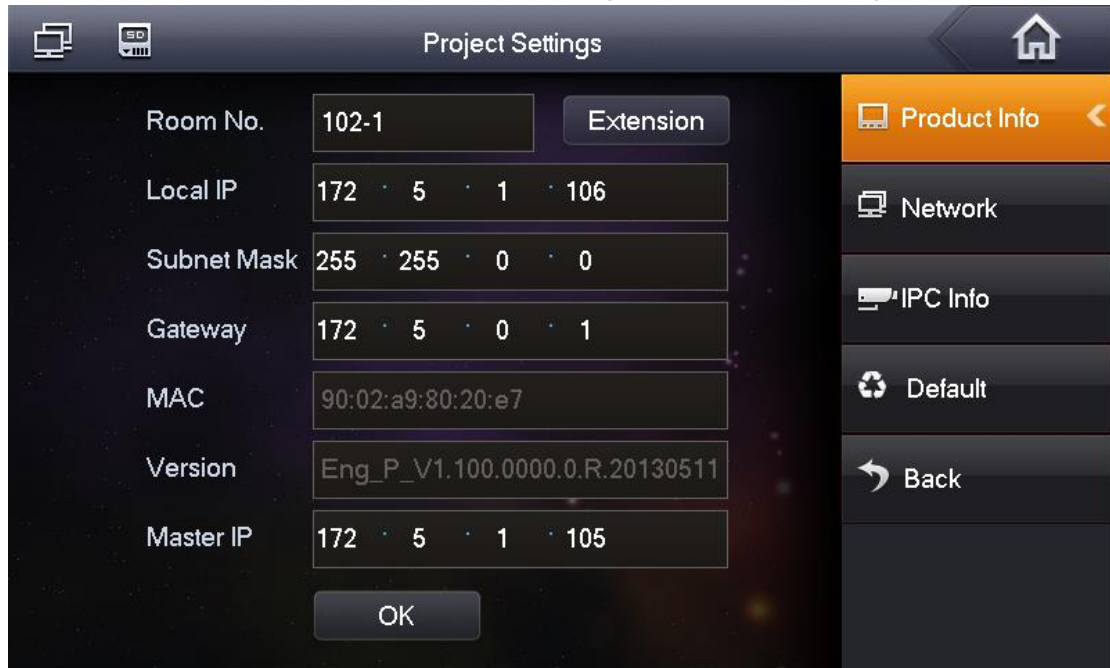 SD
Project Settings
Room No. 102-1 Extension
Local IP 172 · 5 · 1 · 106
Subnet Mask 255 · 255 · 0 · 0
Gateway 172 · 5 · 0 · 1
MAC 90:02:a9:80:20:e7
Version Eng_P_V1.100.0000.0.R.20130511
Master IP 172 · 5 · 1 · 105
OK
Product Info
Network
IPC Info
Default
Back